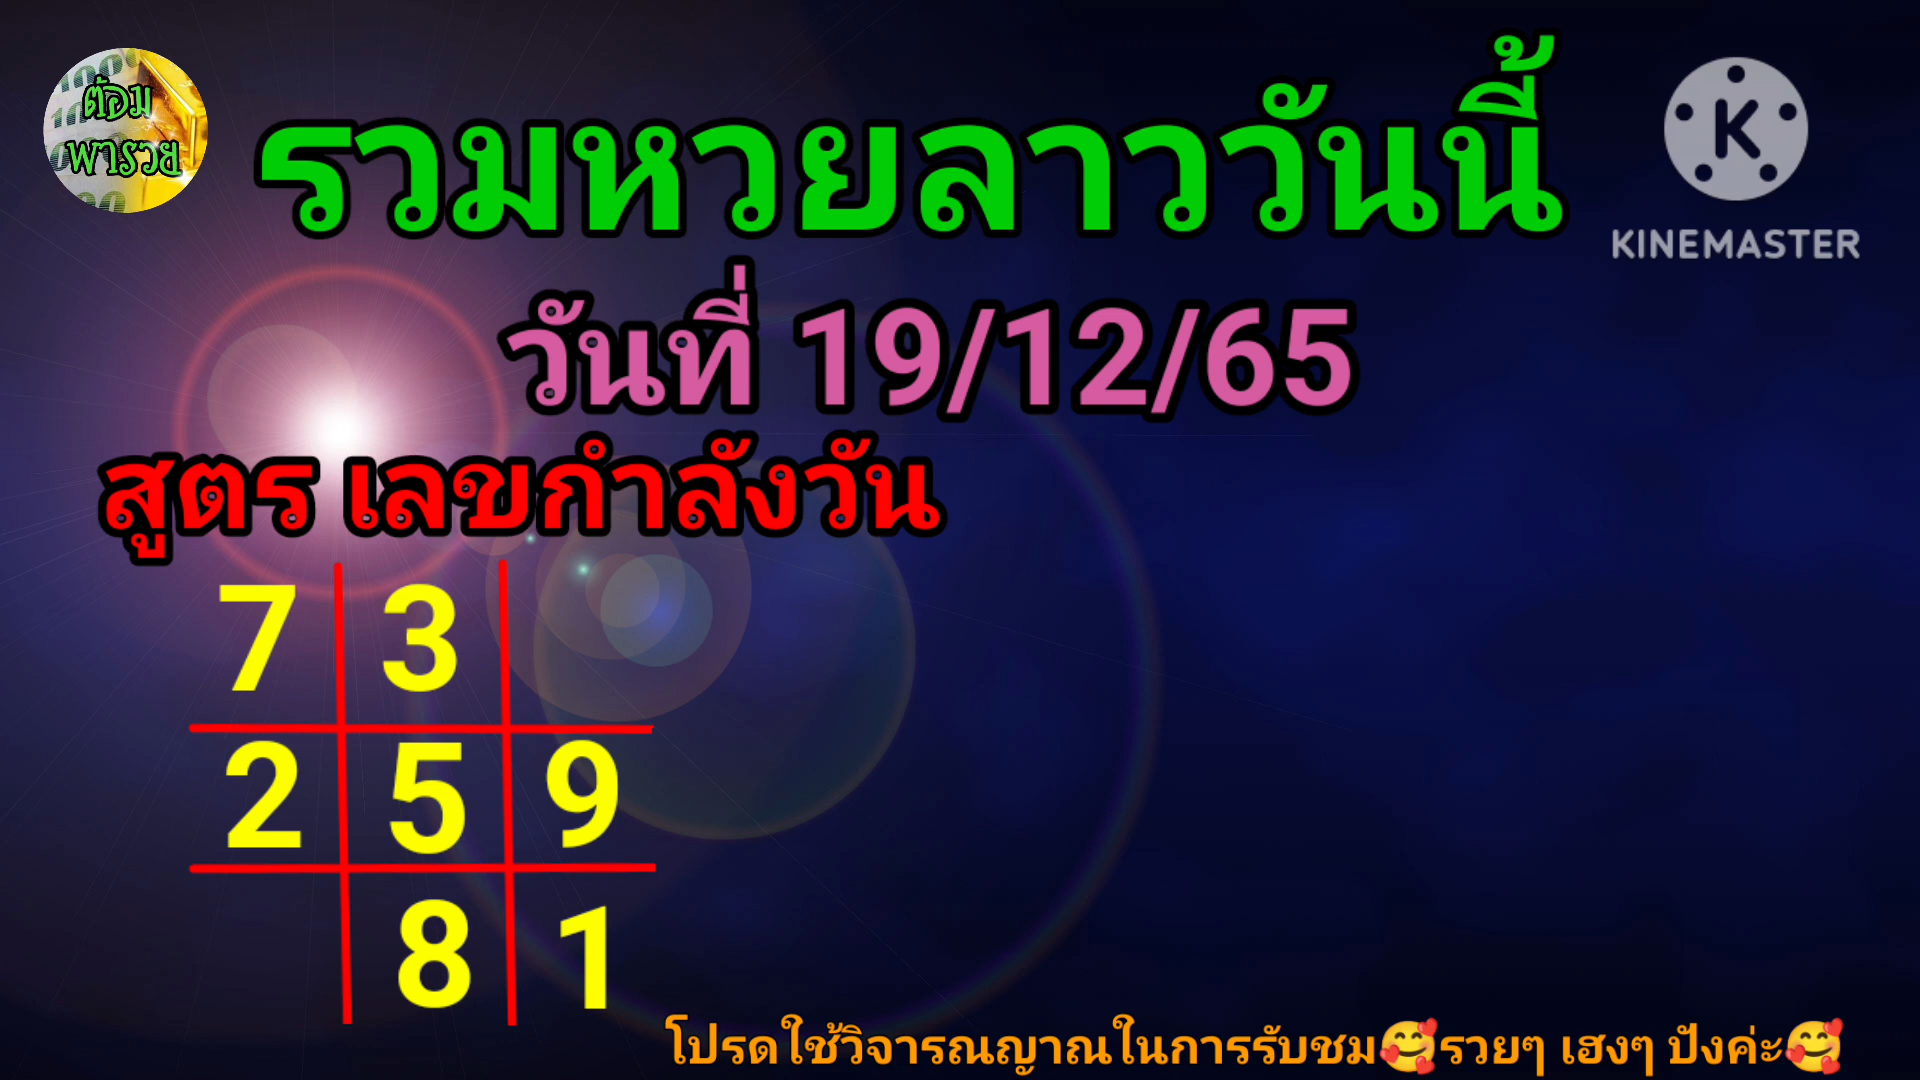 ต้อม
พารวย
รวมหวยลาววันนี้
KINEMASTER
วันที่ 19/12/65
สูตร เลขกำลังวัน
7 3
2 5 9
8 1
โปรดใช้วิจารณญาณในการรับชม🥰รวยๆ เฮงๆ ปังค่ะ🥰